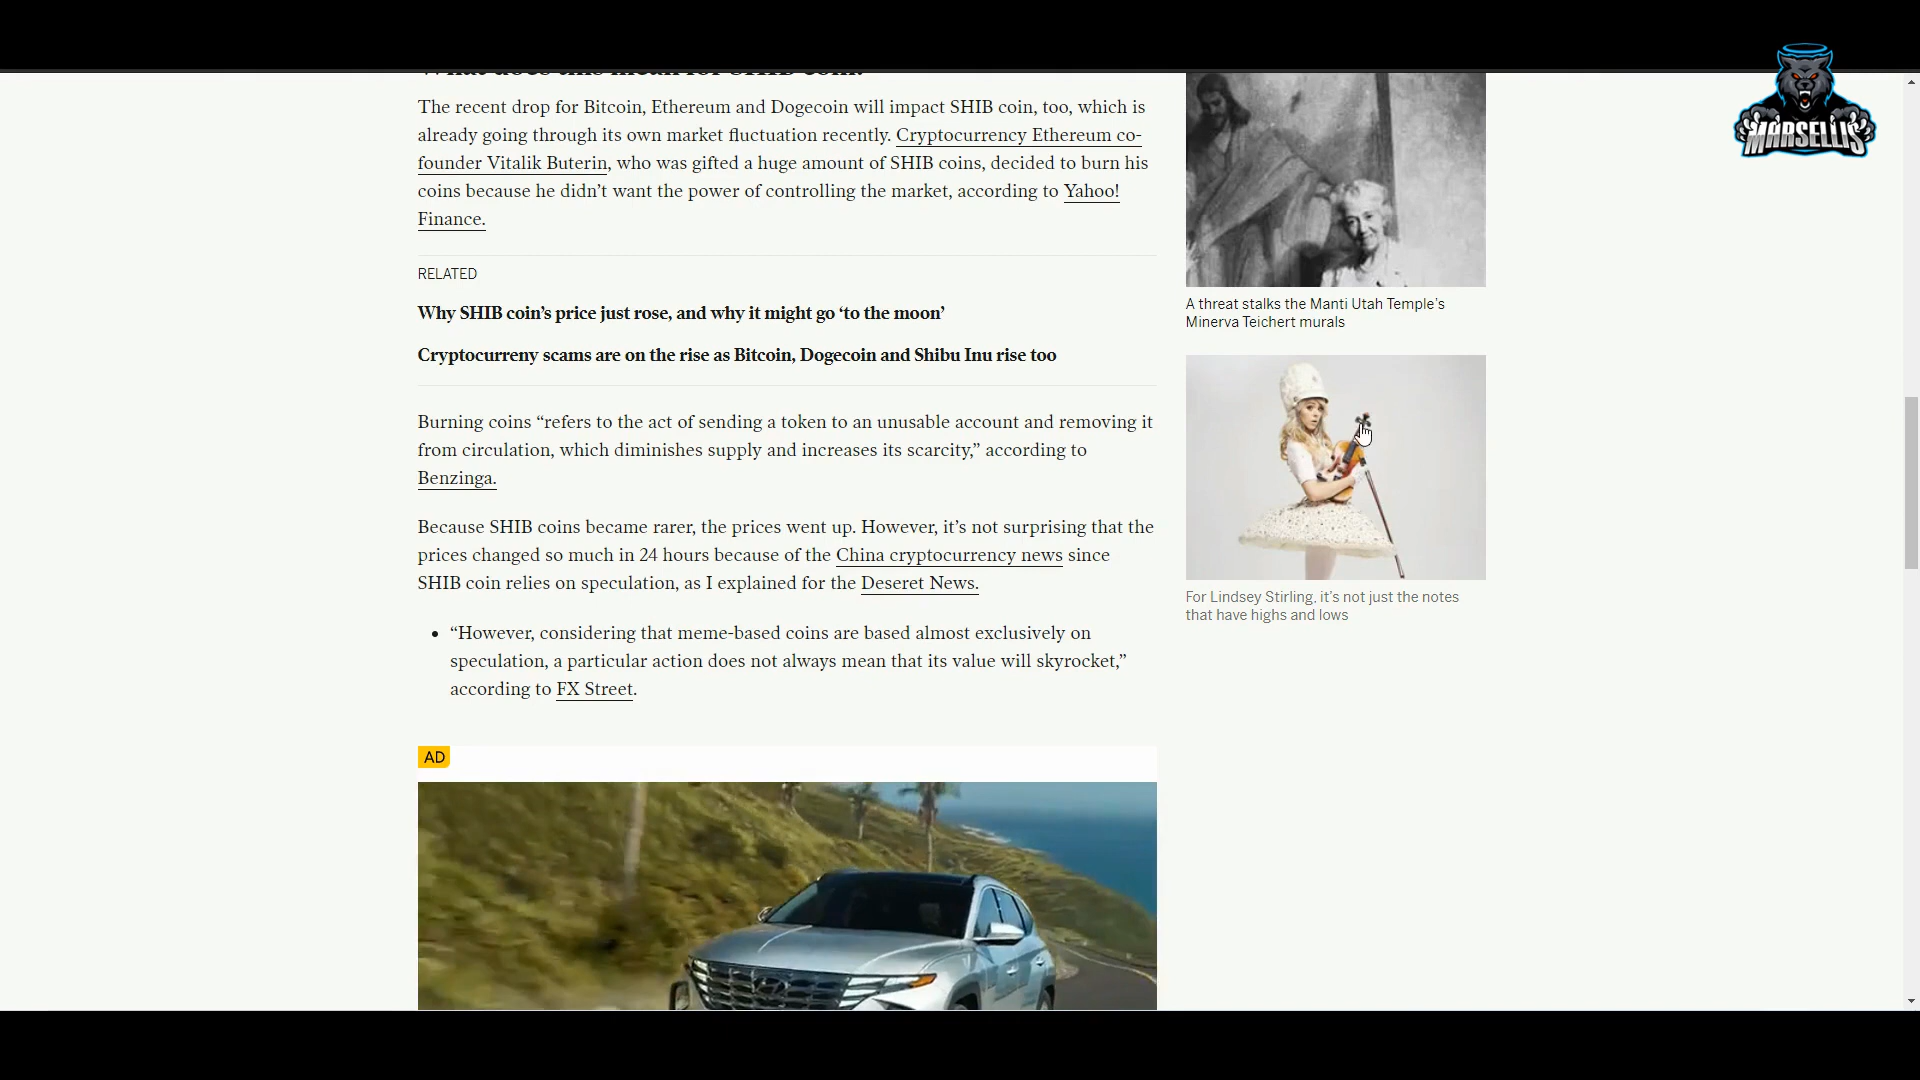 What does this mean for SHIB coin?
The recent drop for Bitcoin, Ethereum and Dogecoin will impact SHIB coin, too, which is
already going through its own market fluctuation recently. Cryptocurrency Ethereum co-
founder Vitalik Buterin, who was gifted a huge amount of SHIB coins, decided to burn his
coins because he didn’t want the power of controlling the market, according to Yahoo!
Finance.
RELATED
Why SHIB coin’s price just rose, and why it might go ‘to the moon’
Cryptocurreny scams are on the rise as Bitcoin, Dogecoin and Shibu Inu rise too
Burning coins “refers to the act of sending a token to an unusable account and removing it
from circulation, which diminishes supply and increases its scarcity,” according to
Benzinga.
Because SHIB coins became rarer, the prices went up. However, it’s not surprising that the
prices changed so much in 24 hours because of the China cryptocurrency news since
SHIB coin relies on speculation, as I explained for the Deseret News.
• “However, considering that meme-based coins are based almost exclusively on
speculation, a particular action does not always mean that its value will skyrocket,”
according to FX Street.
AD
A threat stalks the Manti Utah Temple’s
Minerva Teichert murals
For Lindsey Stirling, it’s not just the notes
that have highs and lows
MARSELLIS